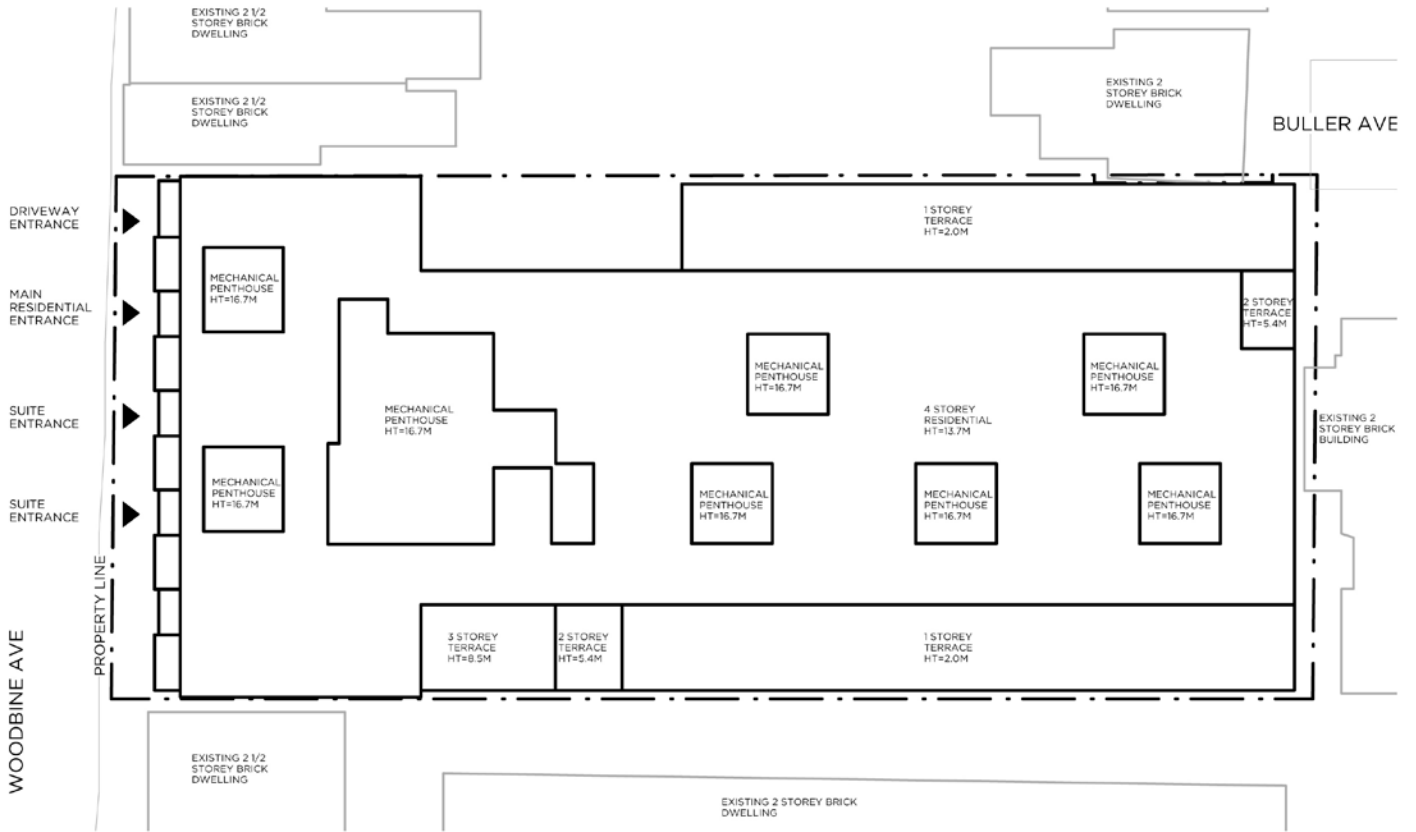 EXISTING 2 1/2
STOREY BRICK
DWELLING
EXISTING 2 1/2
STOREY BRICK
DWELLING
EXISTING 2
STOREY BRICK
DWELLING
BULLER AVE
DRIVEWAY
ENTRANCE
1 STOREY
TERRACE
HT=2.0M
MAIN
RESIDENTIAL
ENTRANCE
MECHANICAL
PENTHOUSE
HT=16.7M
2 STOREY
TERRACE
HT=5.4M
MECHANICAL
PENTHOUSE
HT=16.7M
MECHANICAL
PENTHOUSE
HT=16.7M
SUITE
ENTRANCE
MECHANICAL
PENTHOUSE
HT=16.7M
4 STOREY
RESIDENTIAL
HT=13.7M
EXISTING 2
STOREY BRICK
BUILDING
SUITE
ENTRANCE
MECHANICAL
PENTHOUSE
HT=16.7M
MECHANICAL
PENTHOUSE
HT=16.7M
MECHANICAL
PENTHOUSE
HT=16.7M
MECHANICAL
PENTHOUSE
HT=16.7M
PROPERTY LINE
WOODBINE AVE
3 STOREY
TERRACE
HT=8.5M
2 STOREY
TERRACE
HT=5.4M
1 STOREY
TERRACE
HT=2.0M
EXISTING 2 1/2
STOREY BRICK
DWELLING
EXISTING 2 STOREY BRICK
DWELLING